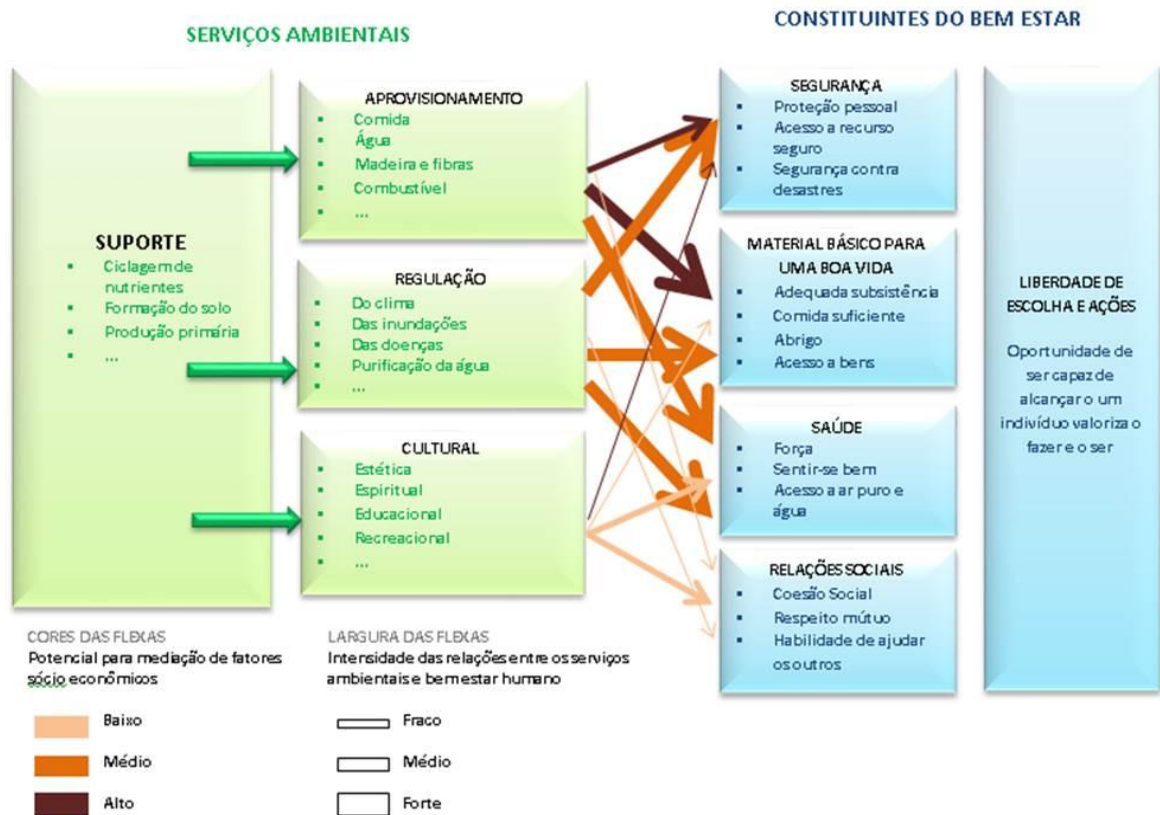 SERVIÇOS AMBIENTAIS
CONSTITUINTES DO BEM ESTAR
SUPORTE
Ciclagem de
nutrientes
Formação do solo
Produção primária
...
APROVISIONAMENTO
Comida
Água
Madeira e fibras
Combustível
...
REGULAÇÃO
Do clima
Das inundações
Das doenças
Purificação da água
...
CULTURAL
Estética
Espiritual
Educacional
Recreacional
...
SEGURANÇA
Proteção pessoal
Acesso a recurso
seguro
Segurança contra
desastres
MATERIAL BÁSICO PARA
UMA BOA VIDA
Adequada subsistência
Comida suficiente
Abrigo
Acesso a bens
SAÚDE
Força
Sentir-se bem
Acesso a ar puro e
água
RELAÇÕES SOCIAIS
Coesão Social
Respeito mútuo
Habilidade de ajudar
os outros
LIBERDADE DE
ESCOLHA E AÇÕES
Oportunidade de
ser capaz de
alcançar o um
indivíduo valoriza o
fazer e o ser
CORES DAS FLEXAS
Potencial para mediação de fatores
sócio econômicos
Baixo
Médio
Alto
LARGURA DAS FLEXAS
Intensidade das relações entre os serviços
ambientais e bem estar humano
Fraco
Médio
Forte